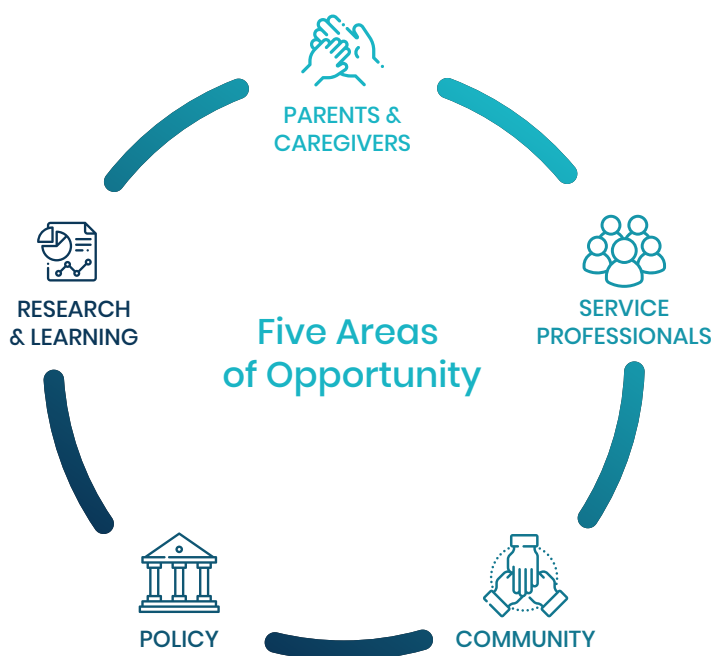 PARENTS &
CAREGIVERS
SERVICE
PROFESSIONALS
COMMUNITY
POLICY
RESEARCH
& LEARNING
Five Areas
of Opportunity